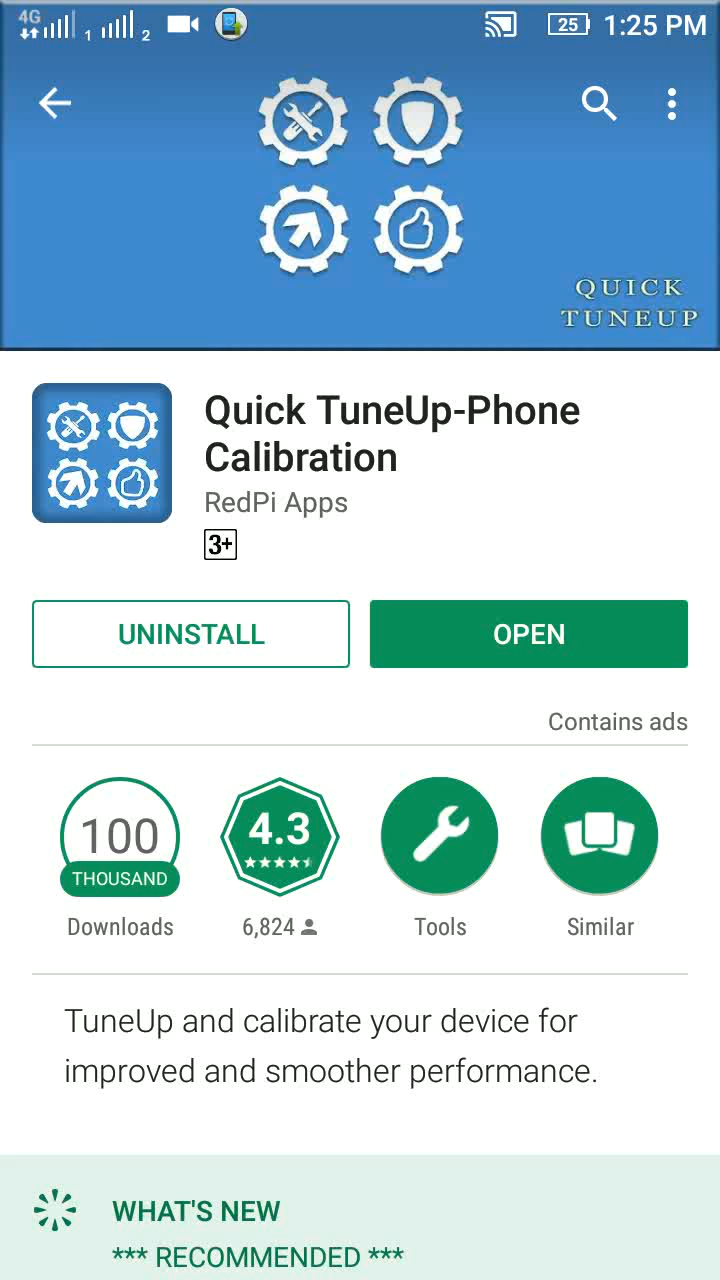 4G 1 2 25 1:25 PM
QUICK
TUNEUP
Quick TuneUp-Phone
Calibration
RedPi Apps
3+
UNINSTALL OPEN
Contains ads
100 4.3
THOUSAND
Downloads 6,824 Tools Similar
TuneUp and calibrate your device for
improved and smoother performance.
WHAT'S NEW
*** RECOMMENDED ***